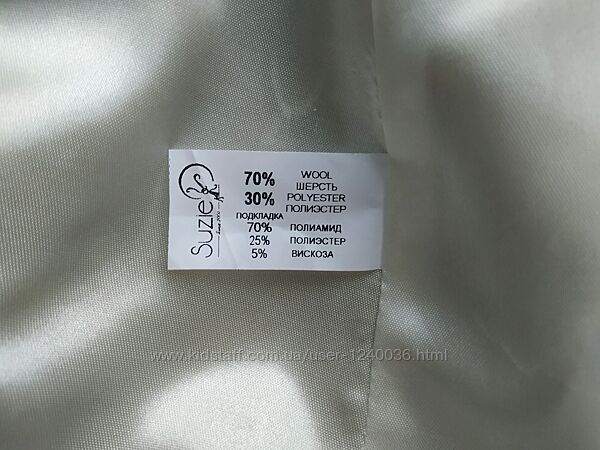 Suzie
70% WOOL
ШЕРСТЬ
30% POLYESTER
ПОЛИЭСТЕР
ПОДКЛАДКА
70% ПОЛИАМИД
25% ПОЛИЭСТЕР
5% ВИСКОЗА
www.kidstaff.com.ua/user-1240036.html